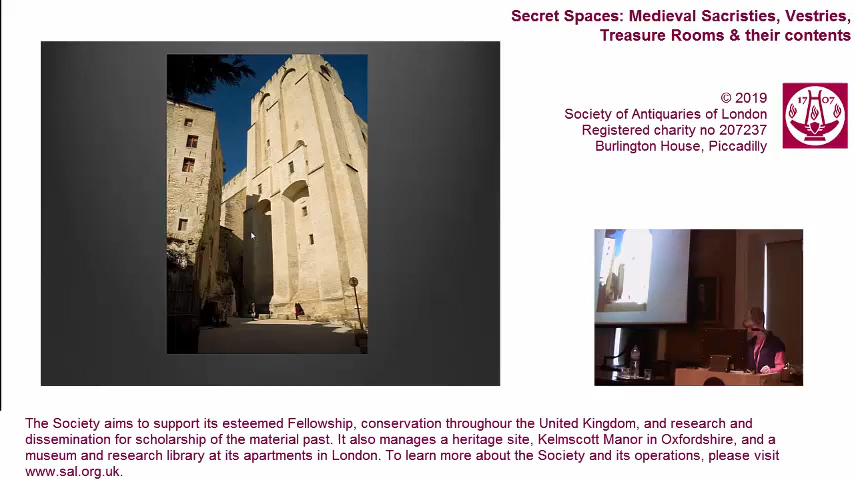 Secret Spaces: Medieval Sacristies, Vestries,
Treasure Rooms & their contents
© 2019
Society of Antiquaries of London
Registered charity no 207237
Burlington House, Piccadilly
17 07
The Society aims to support its esteemed Fellowship, conservation throughour the United Kingdom, and research and
dissemination for scholarship of the material past. It also manages a heritage site, Kelmscott Manor in Oxfordshire, and a
museum and research library at its apartments in London. To learn more about the Society and its operations, please visit
www.sal.org.uk.